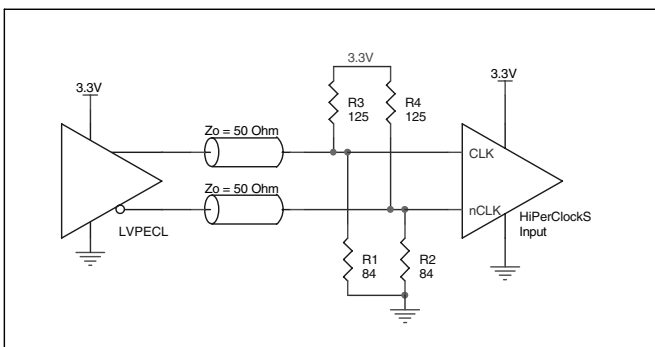 3.3V
3.3V
3.3V
R3
125
R4
125
Zo = 50 Ohm
CLK
Zo = 50 Ohm
nCLK
HiPerClockS
Input
LVPECL
R1
84
R2
84